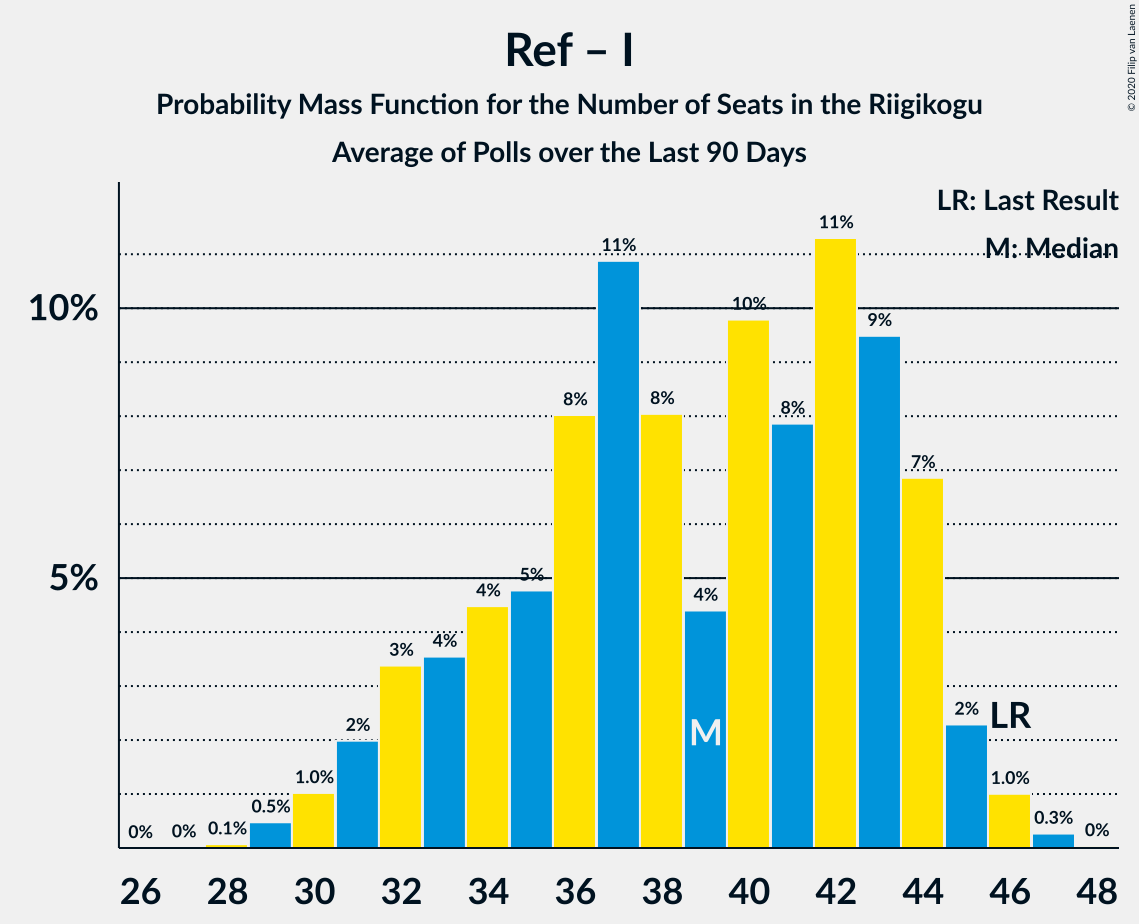 Ref – I
Probability Mass Function for the Number of Seats in the Riigikogu
Average of Polls over the Last 90 Days
© 2020 Filip van Laenen
LR: Last Result
M: Median
10%
5%
0%
0%
0.1%
0.5%
1.0%
2%
3%
4%
4%
5%
8%
11%
8%
4%
10%
8%
11%
9%
7%
2%
1.0%
0.3%
0%
M
LR
26 28 30 32 34 36 38 40 42 44 46 48